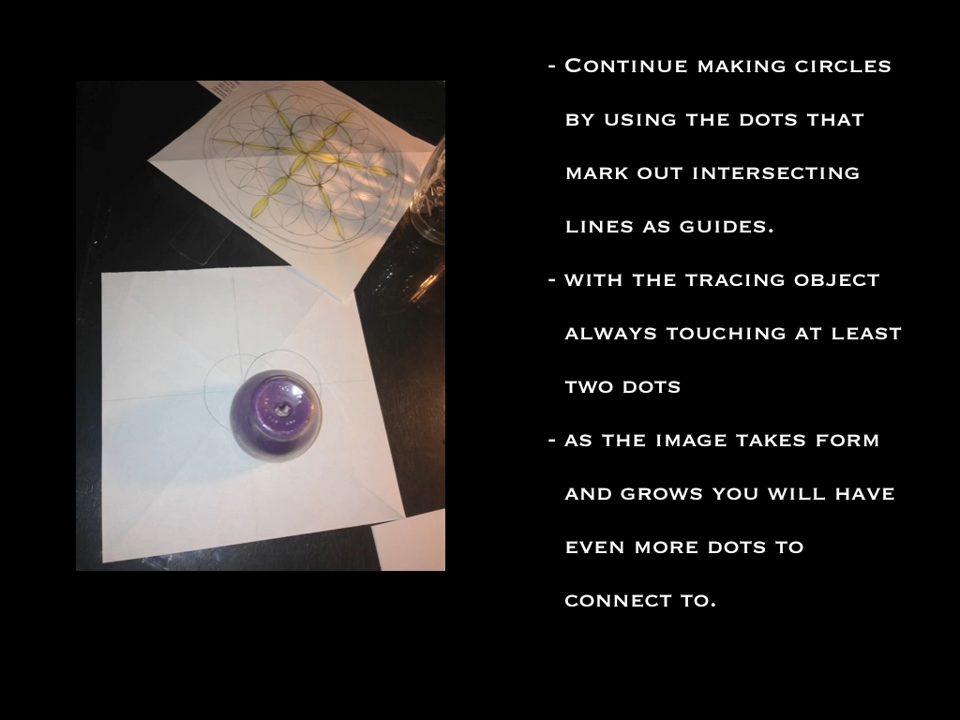 - Continue making circles
by using the dots that
mark out intersecting
lines as guides.
- with the tracing object
always touching at least
two dots
- as the image takes form
and grows you will have
even more dots to
connect to.